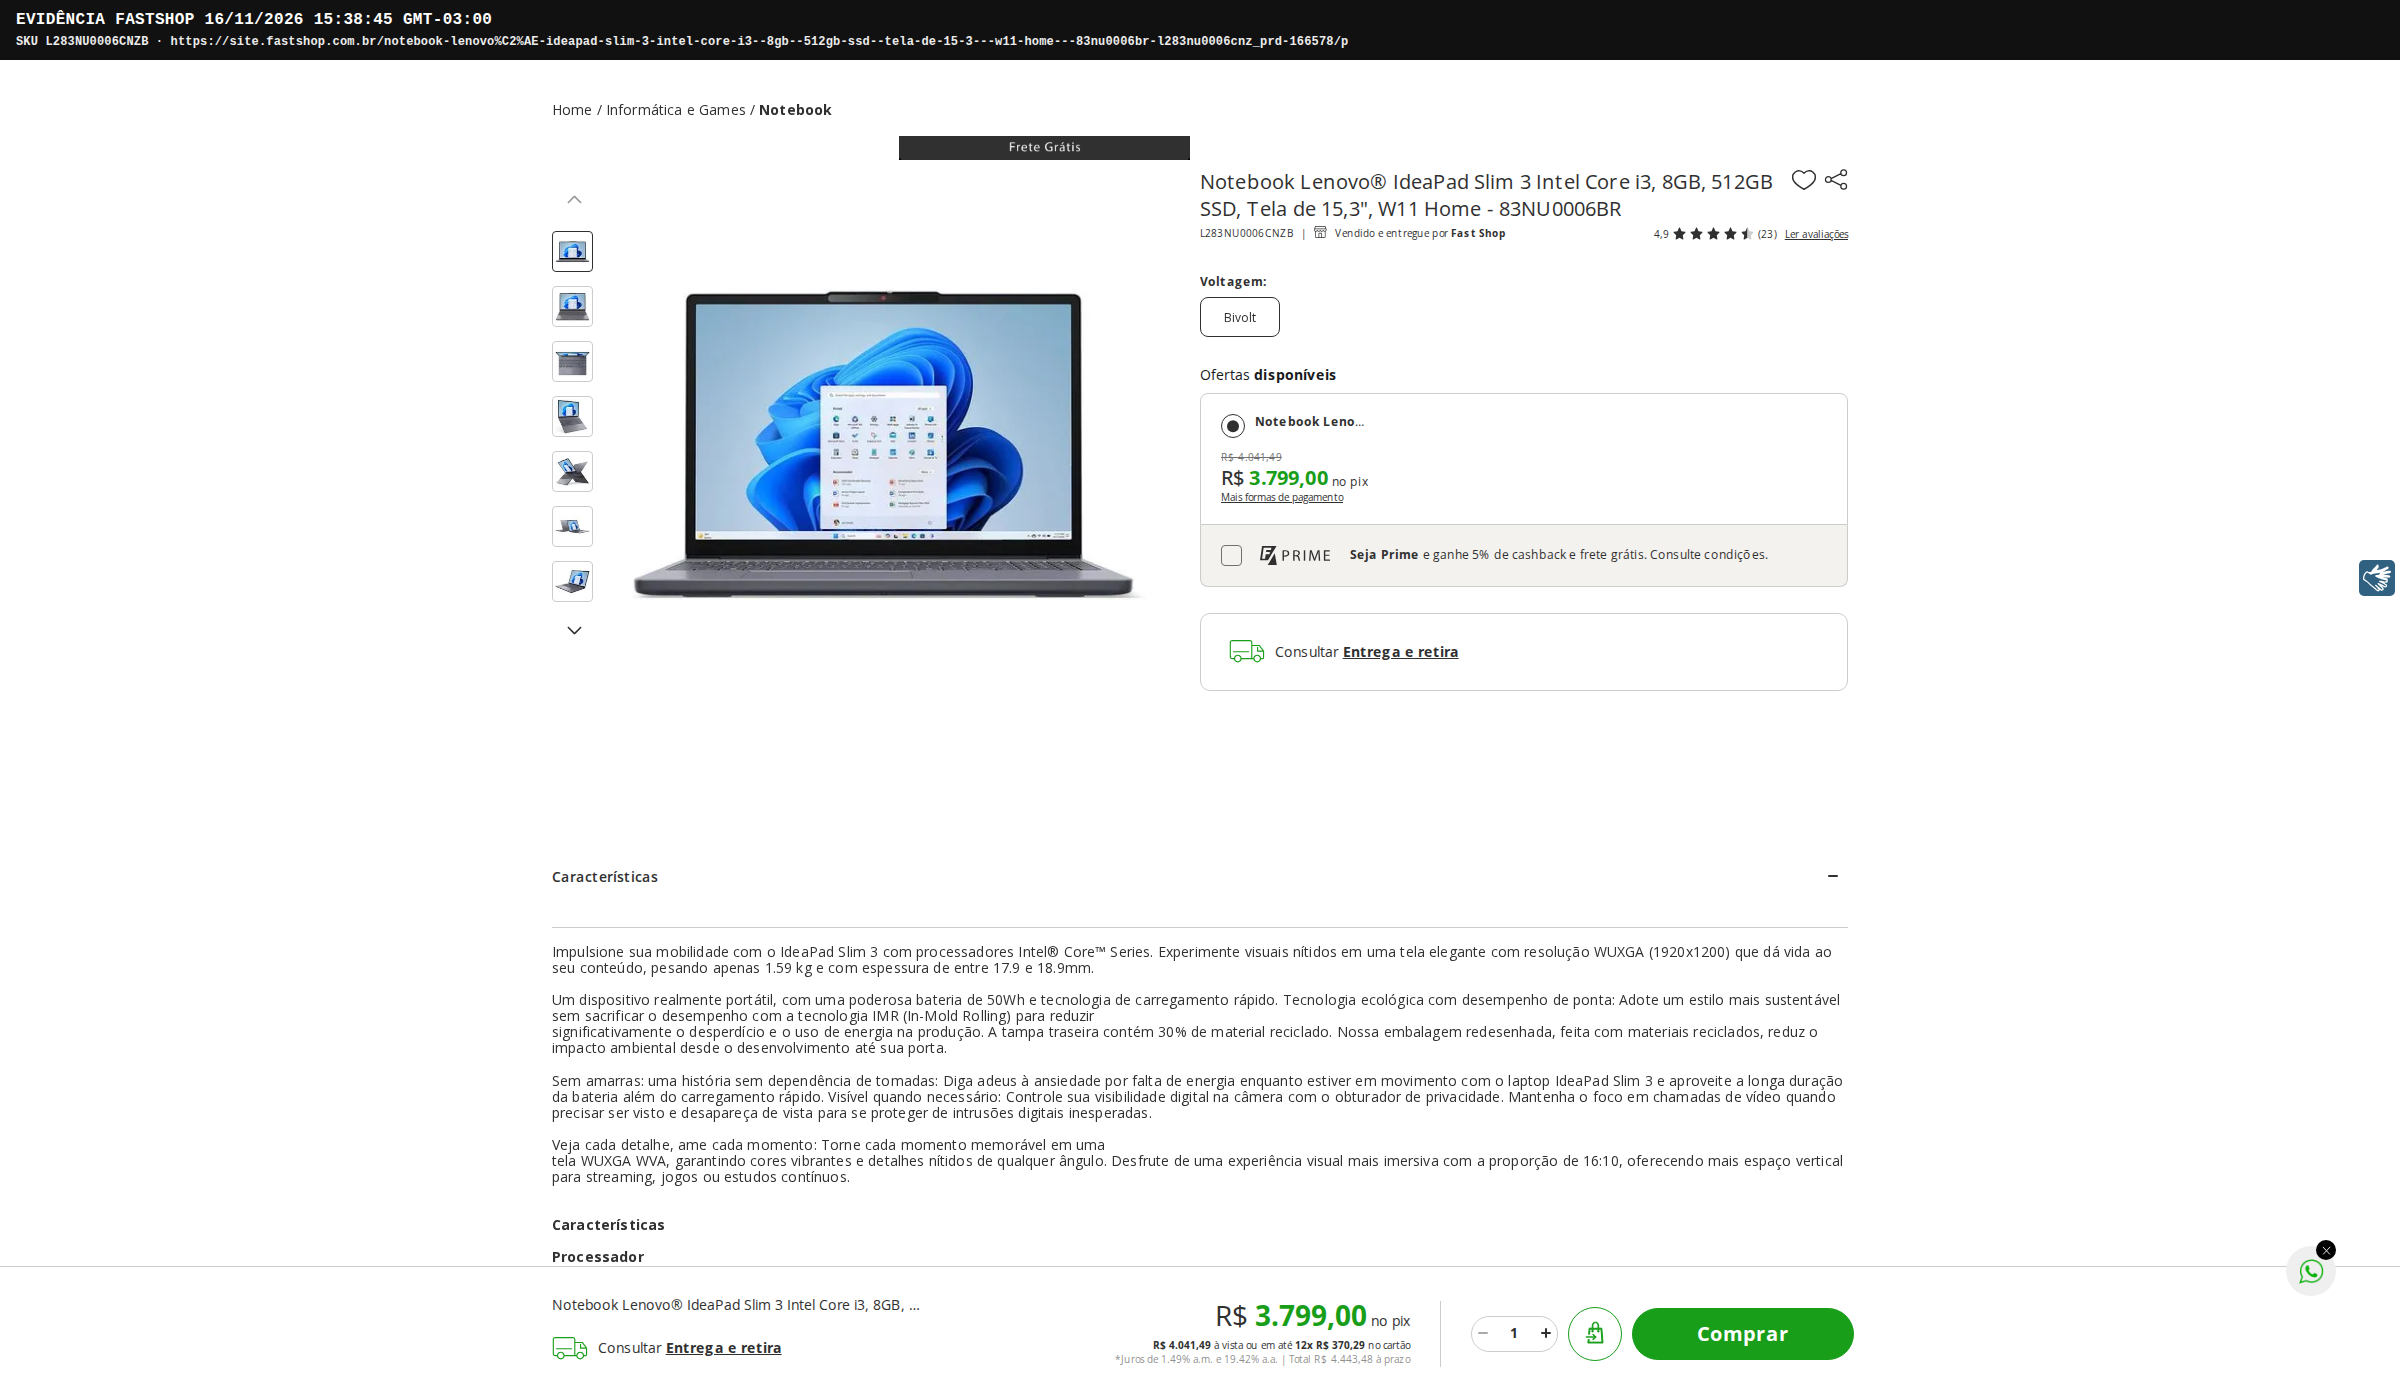 EVIDÊNCIA FASTSHOP 16/11/2026 15:38:45 GMT-03:00
SKU L283NU0006CNZB · https://site.fastshop.com.br/notebook-lenovo%C2%AE-ideapad-slim-3-intel-core-i3--8gb--512gb-ssd--tela-de-15-3---w11-home---83nu0006br-l283nu0006cnz_prd-166578/p
Home / Informática e Games / Notebook
Frete Grátis
Notebook Lenovo® IdeaPad Slim 3 Intel Core i3, 8GB, 512GB
SSD, Tela de 15,3", W11 Home - 83NU0006BR
L283NU0006CNZB | Vendido e entregue por Fast Shop
4,9 (23) Ler avaliações
Voltagem:
Bivolt
Ofertas disponíveis
Notebook Leno...
R$ 4.041,49
R$ 3.799,00 no pix
Mais formas de pagamento
PRIME Seja Prime e ganhe 5% de cashback e frete grátis. Consulte condições.
Consultar Entrega e retira
Características
Impulsione sua mobilidade com o IdeaPad Slim 3 com processadores Intel® Core™ Series. Experimente visuais nítidos em uma tela elegante com resolução WUXGA (1920x1200) que dá vida ao
seu conteúdo, pesando apenas 1.59 kg e com espessura de entre 17.9 e 18.9mm.
Um dispositivo realmente portátil, com uma poderosa bateria de 50Wh e tecnologia de carregamento rápido. Tecnologia ecológica com desempenho de ponta: Adote um estilo mais sustentável
sem sacrificar o desempenho com a tecnologia IMR (In-Mold Rolling) para reduzir
significativamente o desperdício e o uso de energia na produção. A tampa traseira contém 30% de material reciclado. Nossa embalagem redesenhada, feita com materiais reciclados, reduz o
impacto ambiental desde o desenvolvimento até sua porta.
Sem amarras: uma história sem dependência de tomadas: Diga adeus à ansiedade por falta de energia enquanto estiver em movimento com o laptop IdeaPad Slim 3 e aproveite a longa duração
da bateria além do carregamento rápido. Visível quando necessário: Controle sua visibilidade digital na câmera com o obturador de privacidade. Mantenha o foco em chamadas de vídeo quando
precisar ser visto e desapareça de vista para se proteger de intrusões digitais inesperadas.
Veja cada detalhe, ame cada momento: Torne cada momento memorável em uma
tela WUXGA WVA, garantindo cores vibrantes e detalhes nítidos de qualquer ângulo. Desfrute de uma experiência visual mais imersiva com a proporção de 16:10, oferecendo mais espaço vertical
para streaming, jogos ou estudos contínuos.
Características
Processador
Notebook Lenovo® IdeaPad Slim 3 Intel Core i3, 8GB, ...
Consultar Entrega e retira
R$ 3.799,00 no pix
R$ 4.041,49 à vista ou em até 12x R$ 370,29 no cartão
*Juros de 1.49% a.m. e 19.42% a.a. | Total R$ 4.443,48 à prazo
1
Comprar